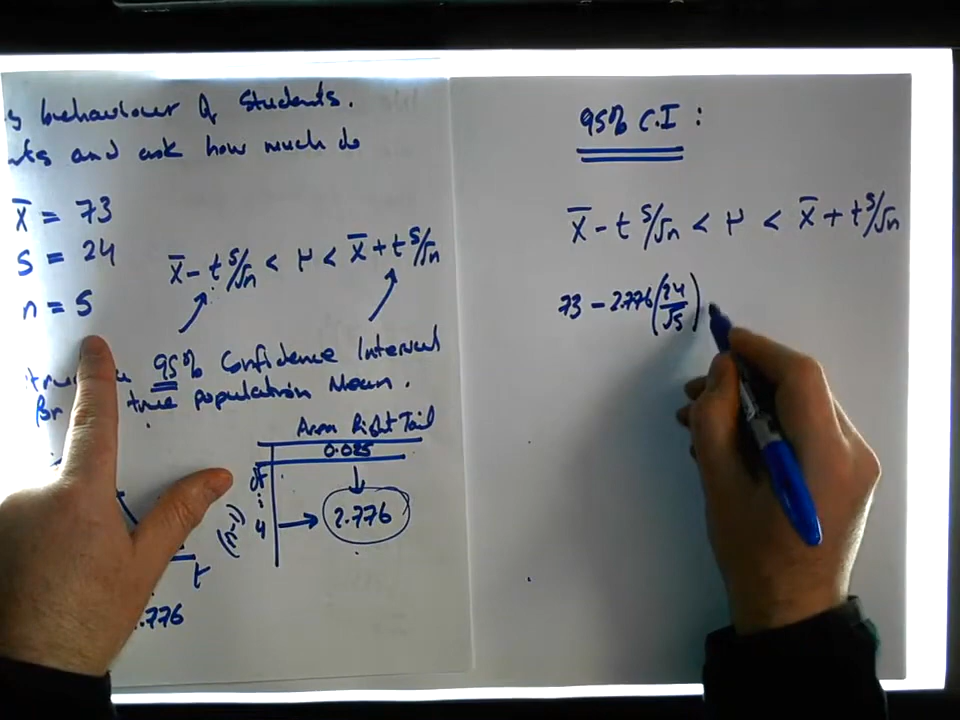 behaviour of students.
and ask how much do
x̄ = 73
s = 24
n = 5
x̄ - t s/√n < μ < x̄ + t s/√n
95% Confidence Interval
for true population Mean.
Area Right Tail
0.025
df
4
(n-1)
2.776
t
.776
95% C.I :
x̄ - t s/√n < μ < x̄ + t s/√n
73 - 2.776(24/√5)